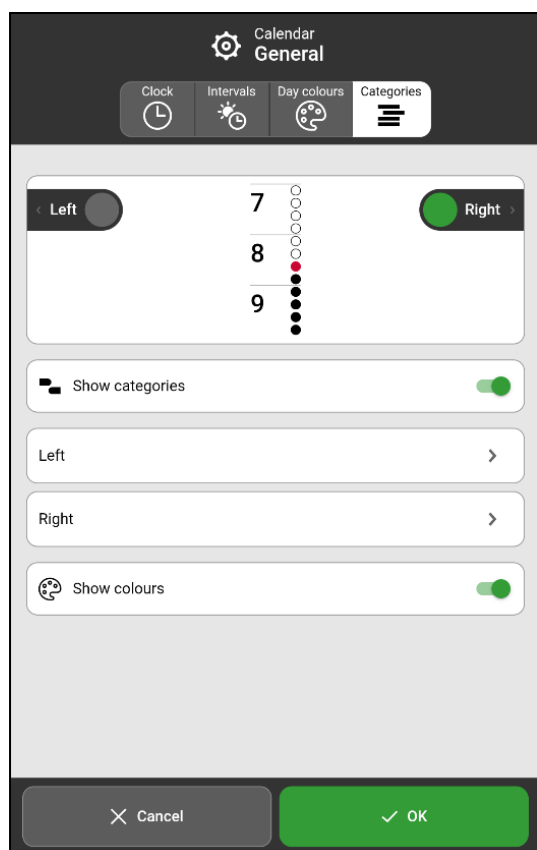 Calendar
General
Clock
Intervals
Day colours
Categories
Left
Right
7
8
9
Show categories
Left
Right
Show colours
Cancel
OK